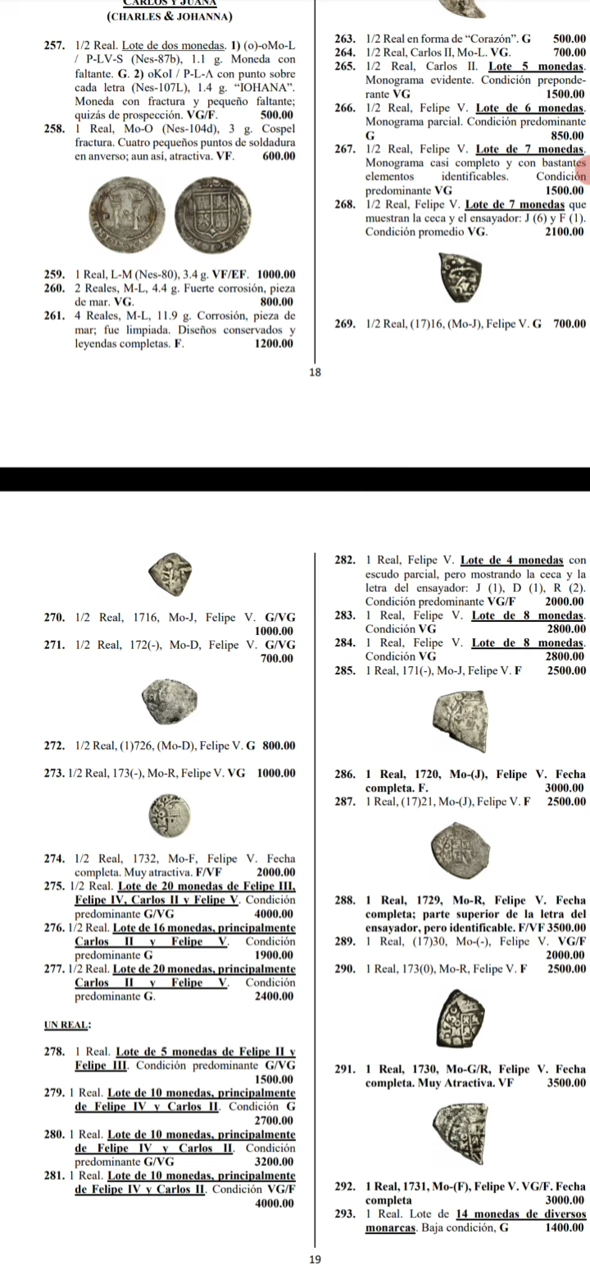 CARLOS Y JUANA
(CHARLES & JOHANNA)
257. 1/2 Real. Lote de dos monedas. 1) (o)-oMo-L
/ P-LV-S (Nes-87b), 1.1 g. Moneda con
faltante. G. 2) oKoI / P-L-Λ con punto sobre
cada letra (Nes-107L), 1.4 g. “IOHANA”.
Moneda con fractura y pequeño faltante;
quizás de prospección. VG/F. 500.00
258. 1 Real, Mo-O (Nes-104d), 3 g. Cospel
fractura. Cuatro pequeños puntos de soldadura
en anverso; aun así, atractiva. VF. 600.00
259. 1 Real, L-M (Nes-80), 3.4 g. VF/EF. 1000.00
260. 2 Reales, M-L, 4.4 g. Fuerte corrosión, pieza
de mar. VG. 800.00
261. 4 Reales, M-L, 11.9 g. Corrosión, pieza de
mar; fue limpiada. Diseños conservados y
leyendas completas. F. 1200.00
263. 1/2 Real en forma de “Corazón”. G 500.00
264. 1/2 Real, Carlos II, Mo-L. VG. 700.00
265. 1/2 Real, Carlos II. Lote 5 monedas.
Monograma evidente. Condición preponde-
rante VG 1500.00
266. 1/2 Real, Felipe V. Lote de 6 monedas.
Monograma parcial. Condición predominante
G 850.00
267. 1/2 Real, Felipe V. Lote de 7 monedas.
Monograma casi completo y con bastantes
elementos identificables. Condición
predominante VG 1500.00
268. 1/2 Real, Felipe V. Lote de 7 monedas que
muestran la ceca y el ensayador: J (6) y F (1).
Condición promedio VG. 2100.00
269. 1/2 Real, (17)16, (Mo-J), Felipe V. G 700.00
18
270. 1/2 Real, 1716, Mo-J, Felipe V. G/VG
1000.00
271. 1/2 Real, 172(-), Mo-D, Felipe V. G/VG
700.00
272. 1/2 Real, (1)726, (Mo-D), Felipe V. G 800.00
273. 1/2 Real, 173(-), Mo-R, Felipe V. VG 1000.00
274. 1/2 Real, 1732, Mo-F, Felipe V. Fecha
completa. Muy atractiva. F/VF 2000.00
275. 1/2 Real. Lote de 20 monedas de Felipe III,
Felipe IV, Carlos II y Felipe V. Condición
predominante G/VG 4000.00
276. 1/2 Real. Lote de 16 monedas, principalmente
Carlos II y Felipe V. Condición
predominante G 1900.00
277. 1/2 Real. Lote de 20 monedas, principalmente
Carlos II y Felipe V. Condición
predominante G. 2400.00
UN REAL:
278. 1 Real. Lote de 5 monedas de Felipe II y
Felipe III. Condición predominante G/VG
1500.00
279. 1 Real. Lote de 10 monedas, principalmente
de Felipe IV y Carlos II. Condición G
2700.00
280. 1 Real. Lote de 10 monedas, principalmente
de Felipe IV y Carlos II. Condición
predominante G/VG 3200.00
281. 1 Real. Lote de 10 monedas, principalmente
de Felipe IV y Carlos II. Condición VG/F
4000.00
282. 1 Real, Felipe V. Lote de 4 monedas con
escudo parcial, pero mostrando la ceca y la
letra del ensayador: J (1), D (1), R (2).
Condición predominante VG/F 2000.00
283. 1 Real, Felipe V. Lote de 8 monedas.
Condición VG 2800.00
284. 1 Real, Felipe V. Lote de 8 monedas.
Condición VG 2800.00
285. 1 Real, 171(-), Mo-J, Felipe V. F 2500.00
286. 1 Real, 1720, Mo-(J), Felipe V. Fecha
completa. F. 3000.00
287. 1 Real, (17)21, Mo-(J), Felipe V. F 2500.00
288. 1 Real, 1729, Mo-R, Felipe V. Fecha
completa; parte superior de la letra del
ensayador, pero identificable. F/VF 3500.00
289. 1 Real, (17)30, Mo-(-), Felipe V. VG/F
2000.00
290. 1 Real, 173(0), Mo-R, Felipe V. F 2500.00
291. 1 Real, 1730, Mo-G/R, Felipe V. Fecha
completa. Muy Atractiva. VF 3500.00
292. 1 Real, 1731, Mo-(F), Felipe V. VG/F. Fecha
completa 3000.00
293. 1 Real. Lote de 14 monedas de diversos
monarcas. Baja condición, G 1400.00
19